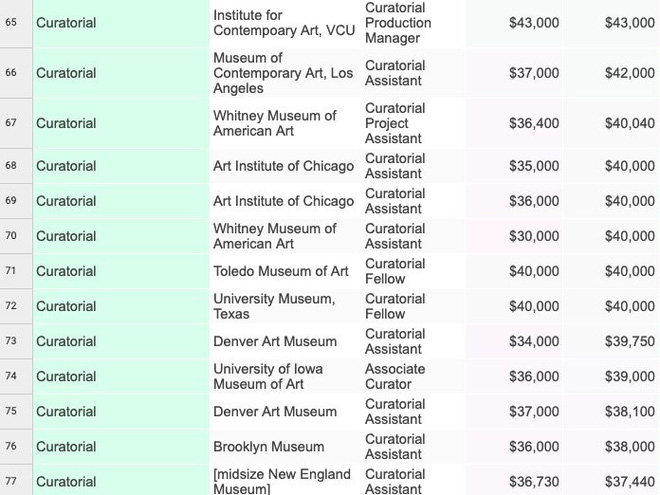 65 Curatorial Institute for Contempoary Art, VCU Curatorial Production Manager $43,000 $43,000
66 Curatorial Museum of Contemporary Art, Los Angeles Curatorial Assistant $37,000 $42,000
67 Curatorial Whitney Museum of American Art Curatorial Project Assistant $36,400 $40,040
68 Curatorial Art Institute of Chicago Curatorial Assistant $35,000 $40,000
69 Curatorial Art Institute of Chicago Curatorial Assistant $36,000 $40,000
70 Curatorial Whitney Museum of American Art Curatorial Assistant $30,000 $40,000
71 Curatorial Toledo Museum of Art Curatorial Fellow $40,000 $40,000
72 Curatorial University Museum, Texas Curatorial Fellow $40,000 $40,000
73 Curatorial Denver Art Museum Curatorial Assistant $34,000 $39,750
74 Curatorial University of Iowa Museum of Art Associate Curator $36,000 $39,000
75 Curatorial Denver Art Museum Curatorial Assistant $37,000 $38,100
76 Curatorial Brooklyn Museum Curatorial Assistant $36,000 $38,000
77 Curatorial [midsize New England Museum] Curatorial Assistant $36,730 $37,440